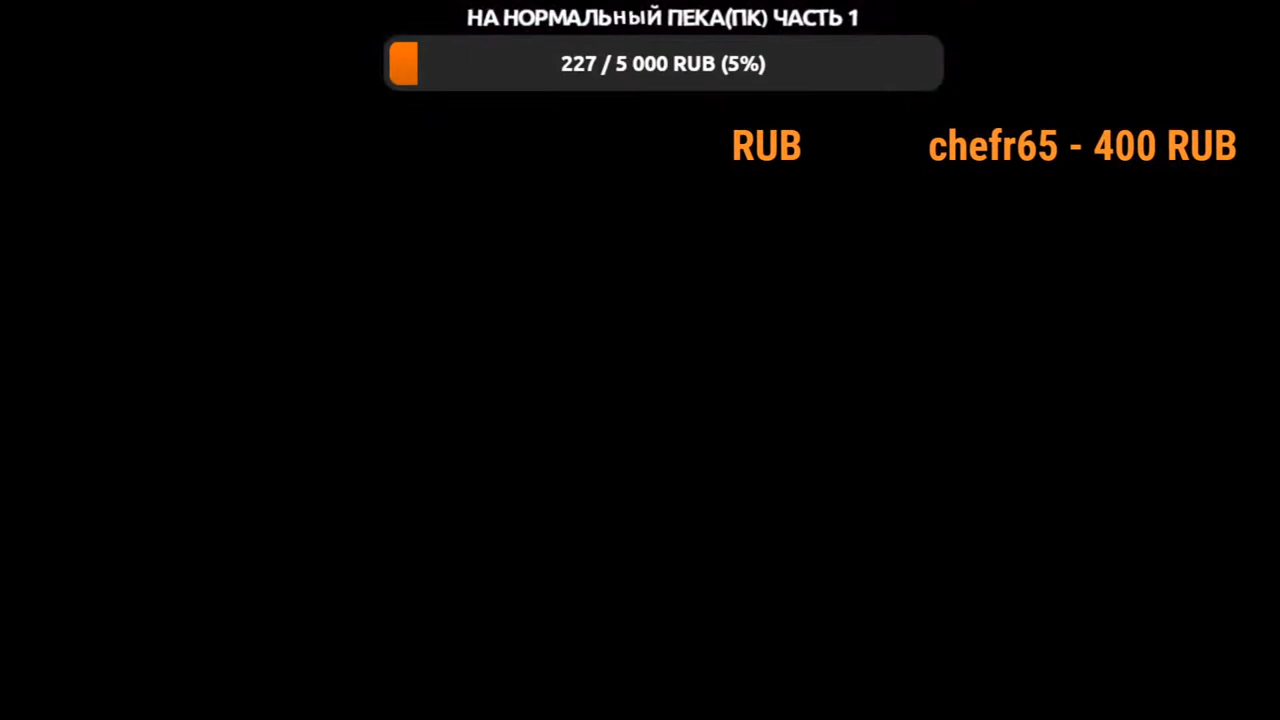 НА НОРМАЛЬный ПЕКА(ПК) ЧАСТЬ 1
227 / 5 000 RUB (5%)
RUB chefr65 - 400 RUB